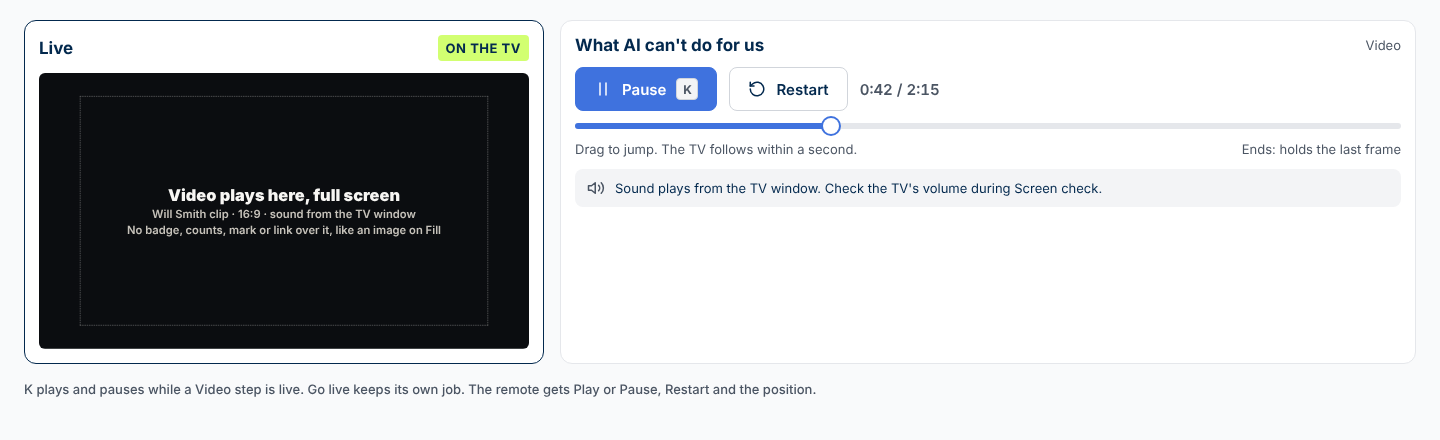 Live
ON THE TV
Video plays here, full screen
Will Smith clip · 16:9 · sound from the TV window
No badge, counts, mark or link over it, like an image on Fill
What AI can't do for us
Video
Pause K
Restart
0:42 / 2:15
Drag to jump. The TV follows within a second.
Ends: holds the last frame
Sound plays from the TV window. Check the TV's volume during Screen check.
K plays and pauses while a Video step is live. Go live keeps its own job. The remote gets Play or Pause, Restart and the position.